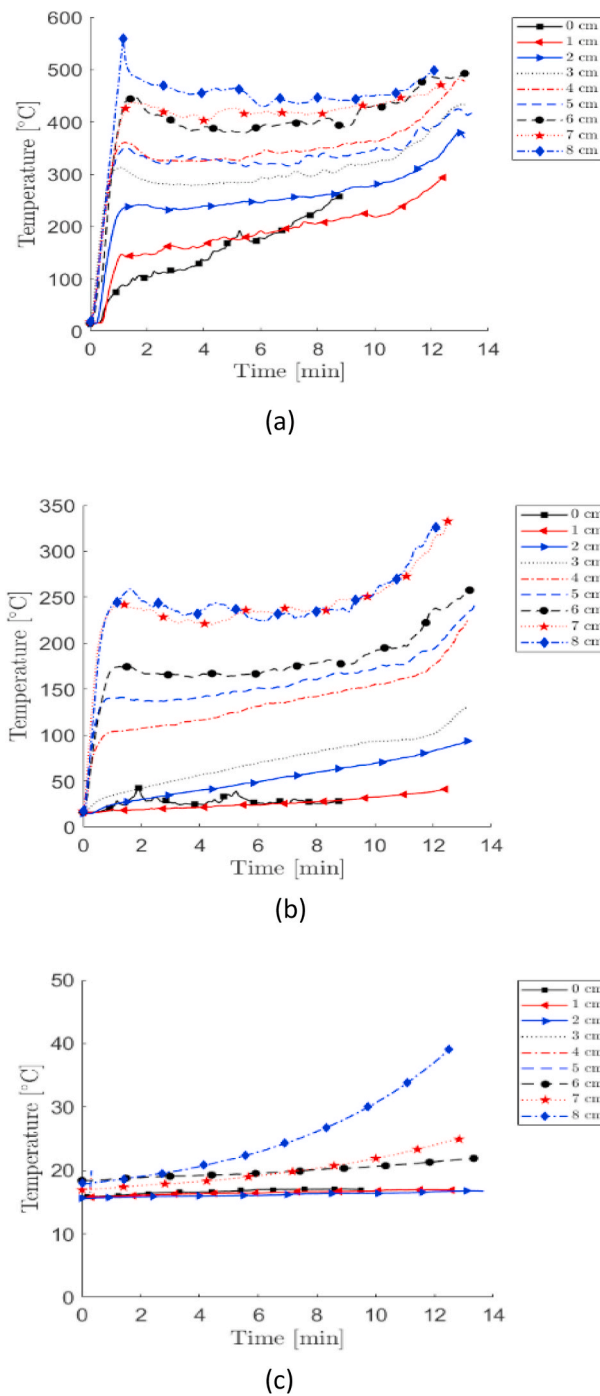 600
500
400
300
200
100
0
Temperature [°C]
0 2 4 6 8 10 12 14
Time [min]
0 cm
1 cm
2 cm
3 cm
4 cm
5 cm
6 cm
7 cm
8 cm
(a)
350
300
250
200
150
100
50
0
Temperature [°C]
0 2 4 6 8 10 12 14
Time [min]
0 cm
1 cm
2 cm
3 cm
4 cm
5 cm
6 cm
7 cm
8 cm
(b)
50
40
30
20
10
0
Temperature [°C]
0 2 4 6 8 10 12 14
Time [min]
0 cm
1 cm
2 cm
3 cm
4 cm
5 cm
6 cm
7 cm
8 cm
(c)